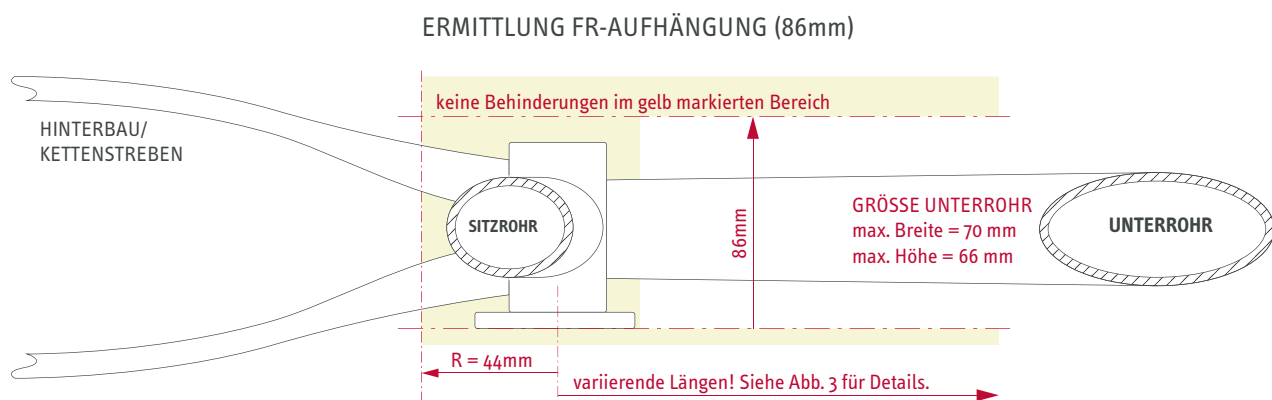 ERMITTLUNG FR-AUFHÄNGUNG (86mm)
keine Behinderungen im gelb markierten Bereich
HINTERBAU/
KETTENSTREBEN
SITZROHR
86mm
GRÖSSE UNTERROHR
max. Breite = 70 mm
max. Höhe = 66 mm
UNTERROHR
R = 44mm
variierende Längen! Siehe Abb. 3 für Details.